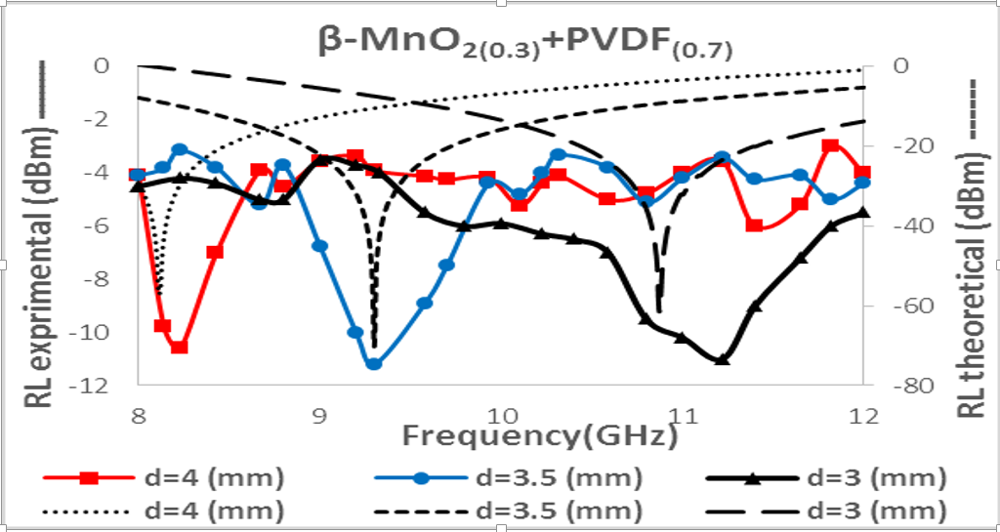 β-MnO2(0.3)+PVDF(0.7)
RL exprimental (dBm)
0
-2
-4
-6
-8
-10
-12
0
-20
-40
-60
-80
RL theoretical (dBm)
8 9 10 11 12
Frequency(GHz)
d=4 (mm) d=3.5 (mm) d=3 (mm)
d=4 (mm) d=3.5 (mm) d=3 (mm)